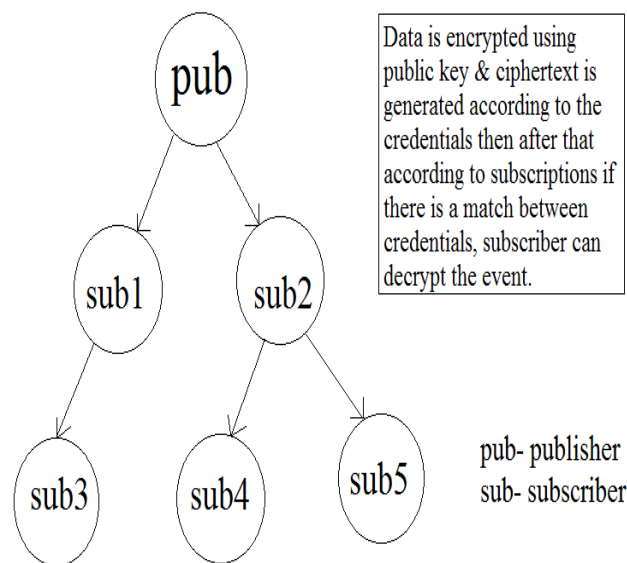 pub
Data is encrypted using
public key & ciphertext is
generated according to the
credentials then after that
according to subscriptions if
there is a match between
credentials, subscriber can
decrypt the event.
sub1
sub2
sub3
sub4
sub5
pub- publisher
sub- subscriber